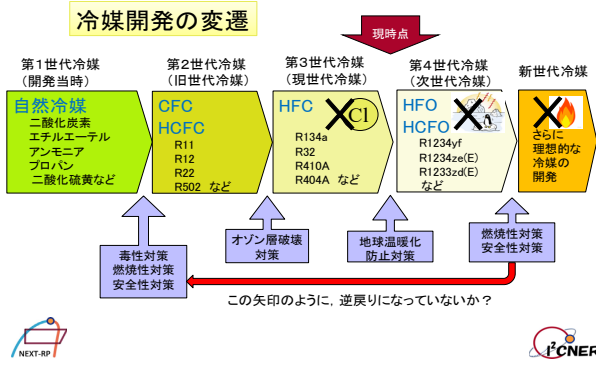 冷媒開発の変遷
現時点
第1世代冷媒
(開発当時)
第2世代冷媒
(旧世代冷媒)
第3世代冷媒
(現世代冷媒)
第4世代冷媒
(次世代冷媒)
新世代冷媒
自然冷媒
二酸化炭素
エチルエーテル
アンモニア
プロパン
二酸化硫黄など
CFC
HCFC
R11
R12
R22
R502 など
HFC
Cl
R134a
R32
R410A
R404A など
HFO
HCFO
R1234yf
R1234ze(E)
R1233zd(E)
など
さらに
理想的な
冷媒の
開発
毒性対策
燃焼性対策
安全性対策
オゾン層破壊
対策
地球温暖化
防止対策
燃焼性対策
安全性対策
この矢印のように,逆戻りになっていないか?
NEXT-RP
I²CNER